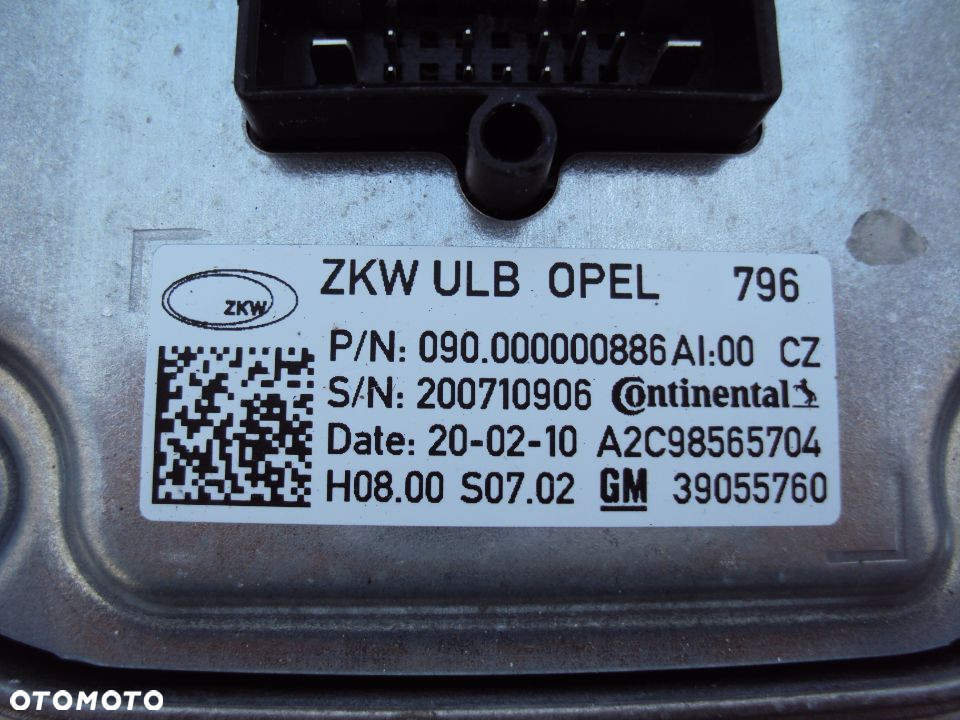 ZKW ZKW ULB OPEL 796
P/N: 090.000000886AI:00 CZ
S/N: 200710906 Continental
Date: 20-02-10 A2C98565704
H08.00 S07.02 GM 39055760
OTOMOTO